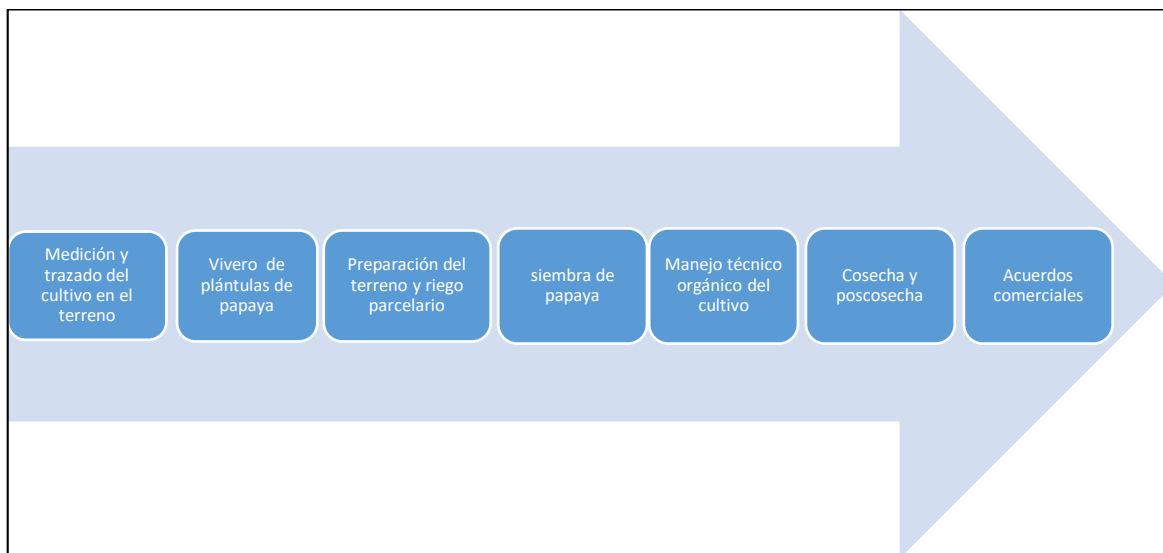 Medición y
trazado del
cultivo en el
terreno
Vivero de
plántulas de
papaya
Preparación del
terreno y riego
parcelario
siembra de
papaya
Manejo técnico
orgánico del
cultivo
Cosecha y
poscosecha
Acuerdos
comerciales